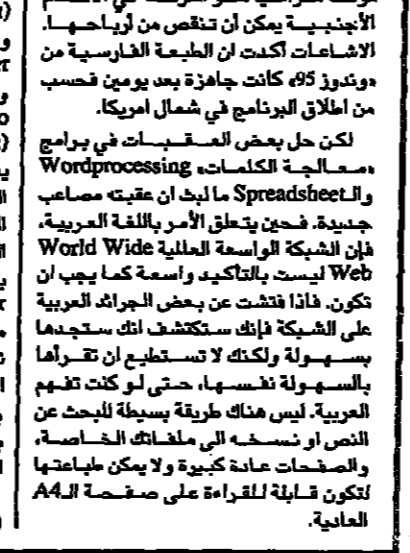 الأجنبية يمكن أن تنقص من أرباحها.
الاشاعات أكدت ان الطبعة الفارسية من
«وندوز 95» كانت جاهزة بعد يومين فحسب
من اطلاق البرنامج في شمال امريكا.
لكن حل بعض العقبات في برامج
«معالجة الكلمات» Wordprocessing
والـSpreadsheet ما لبث ان عقبته مصاعب
جديدة. فحين يتعلق الأمر باللغة العربية،
فإن الشبكة الواسعة العالمية World Wide
Web ليست بالتأكيد واسعة كما يجب ان
تكون. فاذا فتشت عن بعض الجرائد العربية
على الشبكة فإنك ستكتشف انك ستجدها
بسهولة ولكنك لا تستطيع ان تقرأها
بالسهولة نفسها، حتى لو كنت تفهم
العربية. ليس هناك طريقة بسيطة للبحث عن
النص او نسخه الى ملفاتك الخاصة،
والصفحات عادة كبيرة ولا يمكن طباعتها
لتكون قابلة للقراءة على صفحة الـA4
العادية.